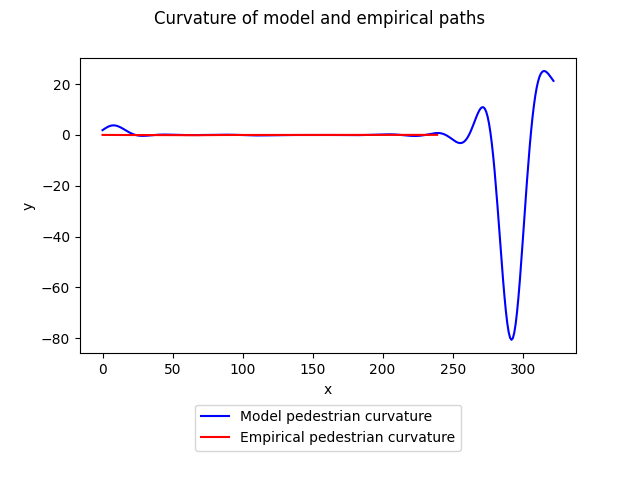 Curvature of model and empirical paths
20
0
−20
−40
−60
−80
y
0 50 100 150 200 250 300
x
Model pedestrian curvature
Empirical pedestrian curvature